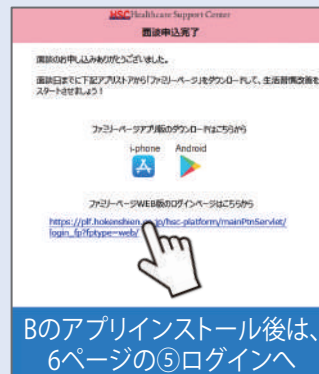 HSC Healthcare Support Center
面談申込完了
面談のお申し込みありがとうございました。
面談日までに下記アプリストアから「ファミリーページ」をダウンロードして、生活習慣改善を
スタートさせましょう！
ファミリーページアプリ版のダウンロードはこちらから
i-phone Android
ファミリーページWEB版のログインページはこちらから
https://plf.hokenshien.co.jp/hsc-platform/mainPtnServlet/
login_fp?fptype=web/
Bのアプリインストール後は、
6ページの⑤ログインへ